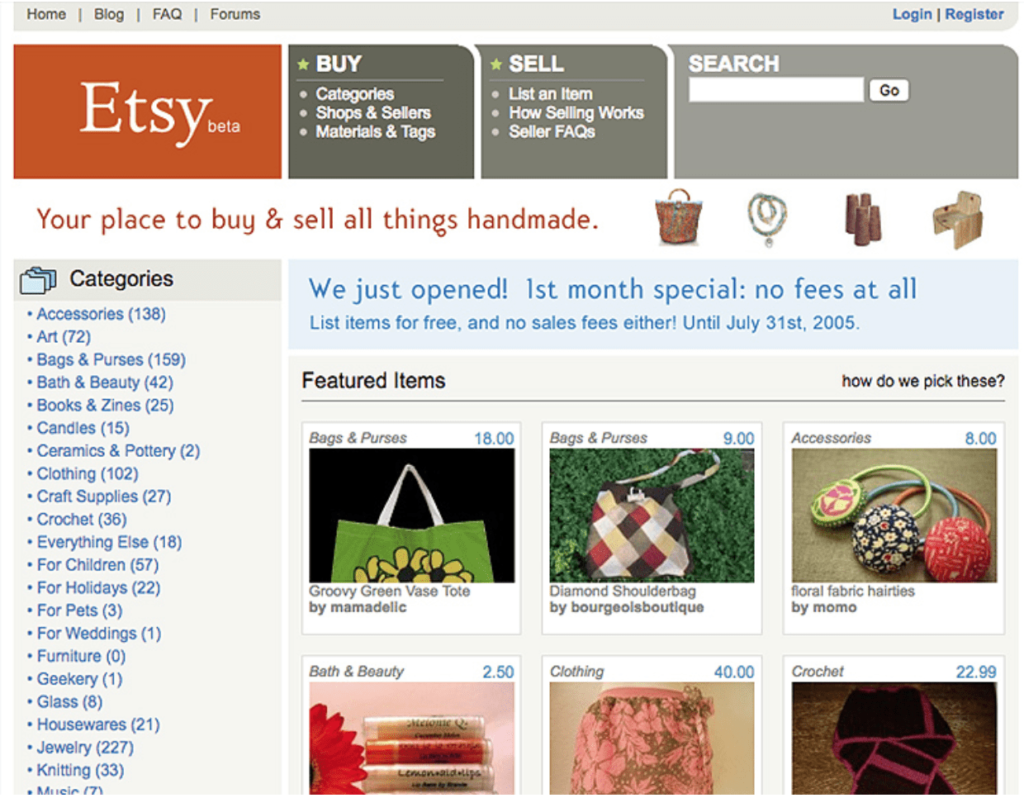 Home | Blog | FAQ | Forums
Login | Register
Etsy beta
BUY
Categories
Shops & Sellers
Materials & Tags
SELL
List an Item
How Selling Works
Seller FAQs
SEARCH
Go
Your place to buy & sell all things handmade.
Categories
• Accessories (138)
• Art (72)
• Bags & Purses (159)
• Bath & Beauty (42)
• Books & Zines (25)
• Candles (15)
• Ceramics & Pottery (2)
• Clothing (102)
• Craft Supplies (27)
• Crochet (36)
• Everything Else (18)
• For Children (57)
• For Holidays (22)
• For Pets (3)
• For Weddings (1)
• Furniture (0)
• Geekery (1)
• Glass (8)
• Housewares (21)
• Jewelry (227)
• Knitting (33)
• Music (7)
We just opened! 1st month special: no fees at all
List items for free, and no sales fees either! Until July 31st, 2005.
Featured Items
how do we pick these?
Bags & Purses 18.00
Groovy Green Vase Tote
by mamadelic
Bags & Purses 9.00
Diamond Shoulderbag
by bourgeoisboutique
Accessories 8.00
floral fabric hairties
by momo
Bath & Beauty 2.50
Melonie Q.
Lemon•aid•lips
Clothing 40.00
Crochet 22.99